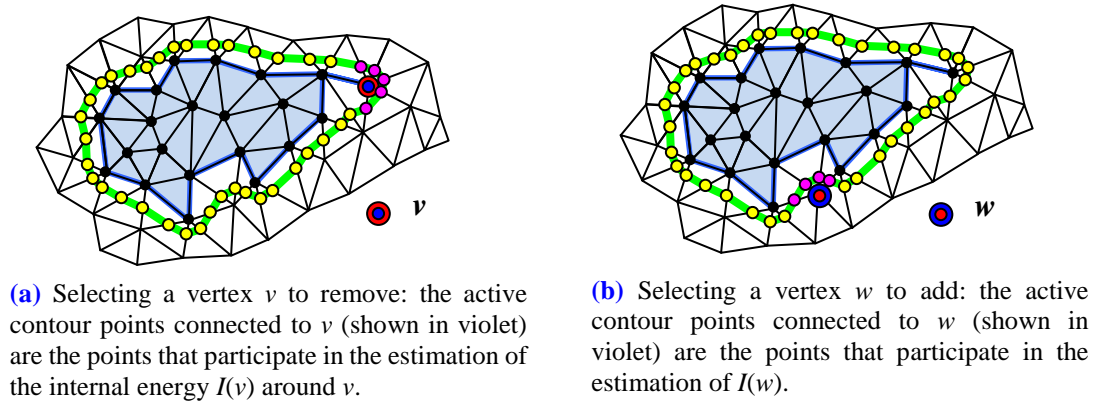 v
w
(a) Selecting a vertex v to remove: the active
contour points connected to v (shown in violet)
are the points that participate in the estimation of
the internal energy I(v) around v.
(b) Selecting a vertex w to add: the active
contour points connected to w (shown in
violet) are the points that participate in the
estimation of I(w).